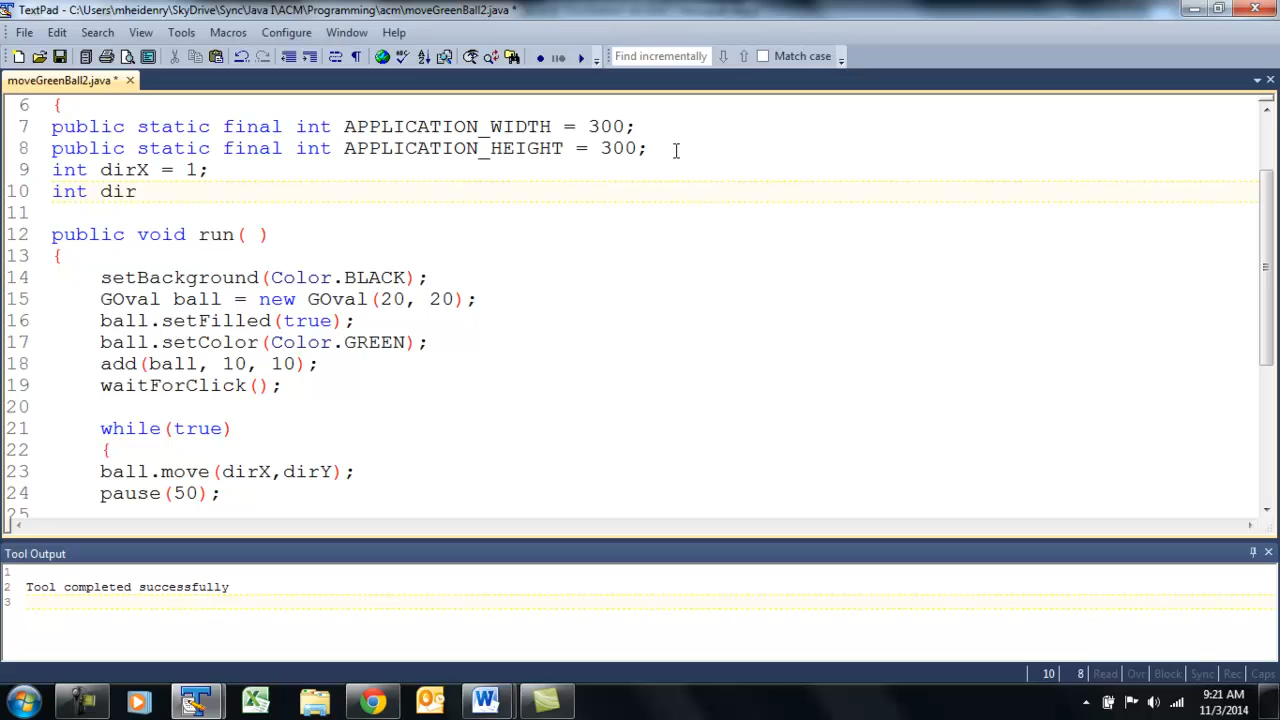 TextPad - C:\Users\mheidenry\SkyDrive\Sync\Java I\ACM\Programming\acm\moveGreenBall2.java *
File Edit Search View Tools Macros Configure Window Help
Find incrementally Match case
moveGreenBall2.java *
6 {
7 public static final int APPLICATION_WIDTH = 300;
8 public static final int APPLICATION_HEIGHT = 300;
9 int dirX = 1;
10 int dir
11
12 public void run( )
13 {
14 setBackground(Color.BLACK);
15 GOval ball = new GOval(20, 20);
16 ball.setFilled(true);
17 ball.setColor(Color.GREEN);
18 add(ball, 10, 10);
19 waitForClick();
20
21 while(true)
22 {
23 ball.move(dirX,dirY);
24 pause(50);
25
Tool Output
1
2 Tool completed successfully
3
10 8 Read Ovr Block Sync Rec Caps
9:21 AM
11/3/2014